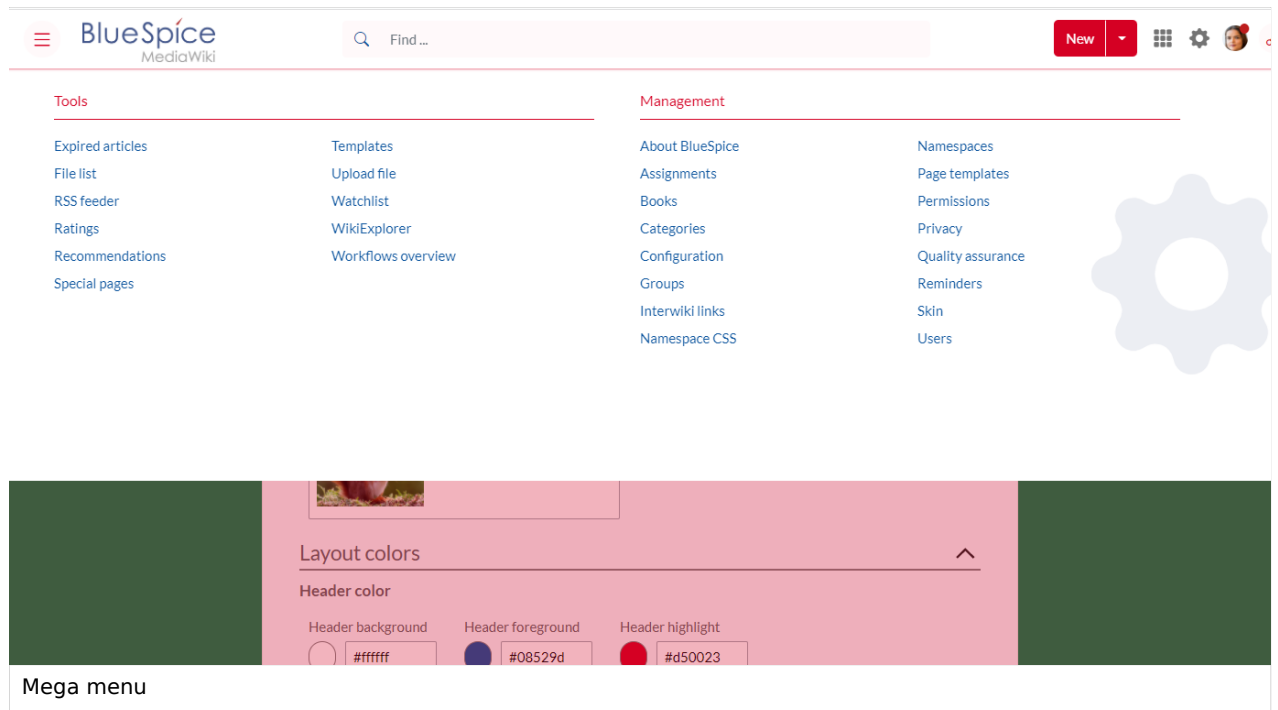 BlueSpice
MediaWiki
Find ...
New
Tools
Expired articles
File list
RSS feeder
Ratings
Recommendations
Special pages
Templates
Upload file
Watchlist
WikiExplorer
Workflows overview
Management
About BlueSpice
Assignments
Books
Categories
Configuration
Groups
Interwiki links
Namespace CSS
Namespaces
Page templates
Permissions
Privacy
Quality assurance
Reminders
Skin
Users
Layout colors
Header color
Header background Header foreground Header highlight
#ffffff #08529d #d50023
Mega menu